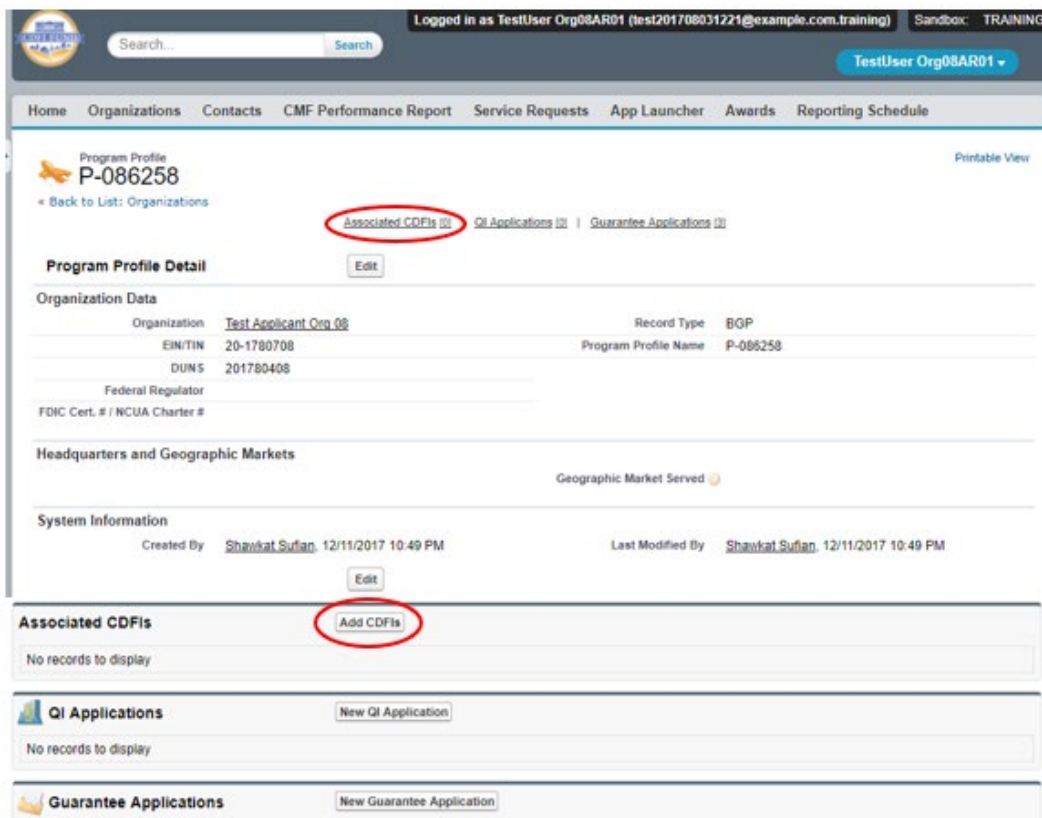 Logged in as TestUser Org08AR01 (test201708031221@example.com.training) Sandbox: TRAINING
CDFI FUND
Search... Search
TestUser Org08AR01
Home Organizations Contacts CMF Performance Report Service Requests App Launcher Awards Reporting Schedule
Program Profile
P-086258
Printable View
« Back to List: Organizations
Associated CDFIs [0] QI Applications [0] | Guarantee Applications
Program Profile Detail Edit
Organization Data
Organization Test Applicant Org 08 Record Type BGP
EIN/TIN 20-1780708 Program Profile Name P-086258
DUNS 201780408
Federal Regulator
FDIC Cert. # / NCUA Charter #
Headquarters and Geographic Markets
Geographic Market Served
System Information
Created By Shawkat Sufian, 12/11/2017 10:49 PM Last Modified By Shawkat Sufian, 12/11/2017 10:49 PM
Edit
Associated CDFIs Add CDFIs
No records to display
QI Applications New QI Application
No records to display
Guarantee Applications New Guarantee Application